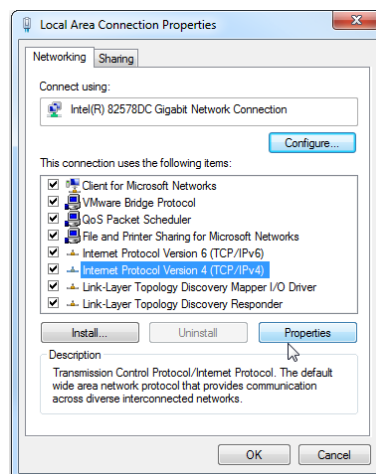 Local Area Connection Properties
Networking Sharing
Connect using:
Intel(R) 82578DC Gigabit Network Connection
Configure...
This connection uses the following items:
Client for Microsoft Networks
VMware Bridge Protocol
QoS Packet Scheduler
File and Printer Sharing for Microsoft Networks
Internet Protocol Version 6 (TCP/IPv6)
Internet Protocol Version 4 (TCP/IPv4)
Link-Layer Topology Discovery Mapper I/O Driver
Link-Layer Topology Discovery Responder
Install... Uninstall Properties
Description
Transmission Control Protocol/Internet Protocol. The default
wide area network protocol that provides communication
across diverse interconnected networks.
OK Cancel